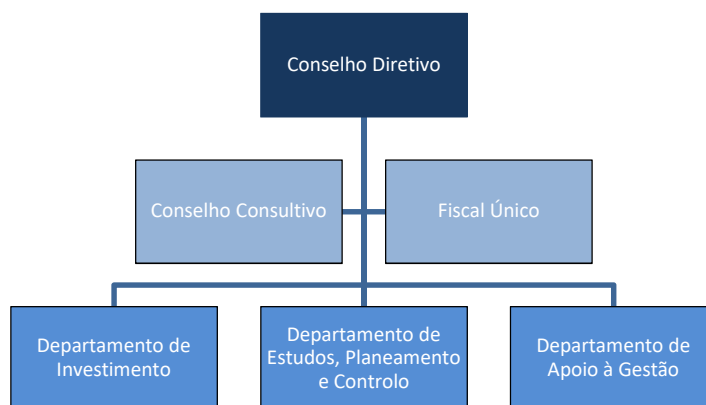 Conselho Diretivo
Conselho Consultivo
Fiscal Único
Departamento de
Investimento
Departamento de
Estudos, Planeamento
e Controlo
Departamento de
Apoio à Gestão